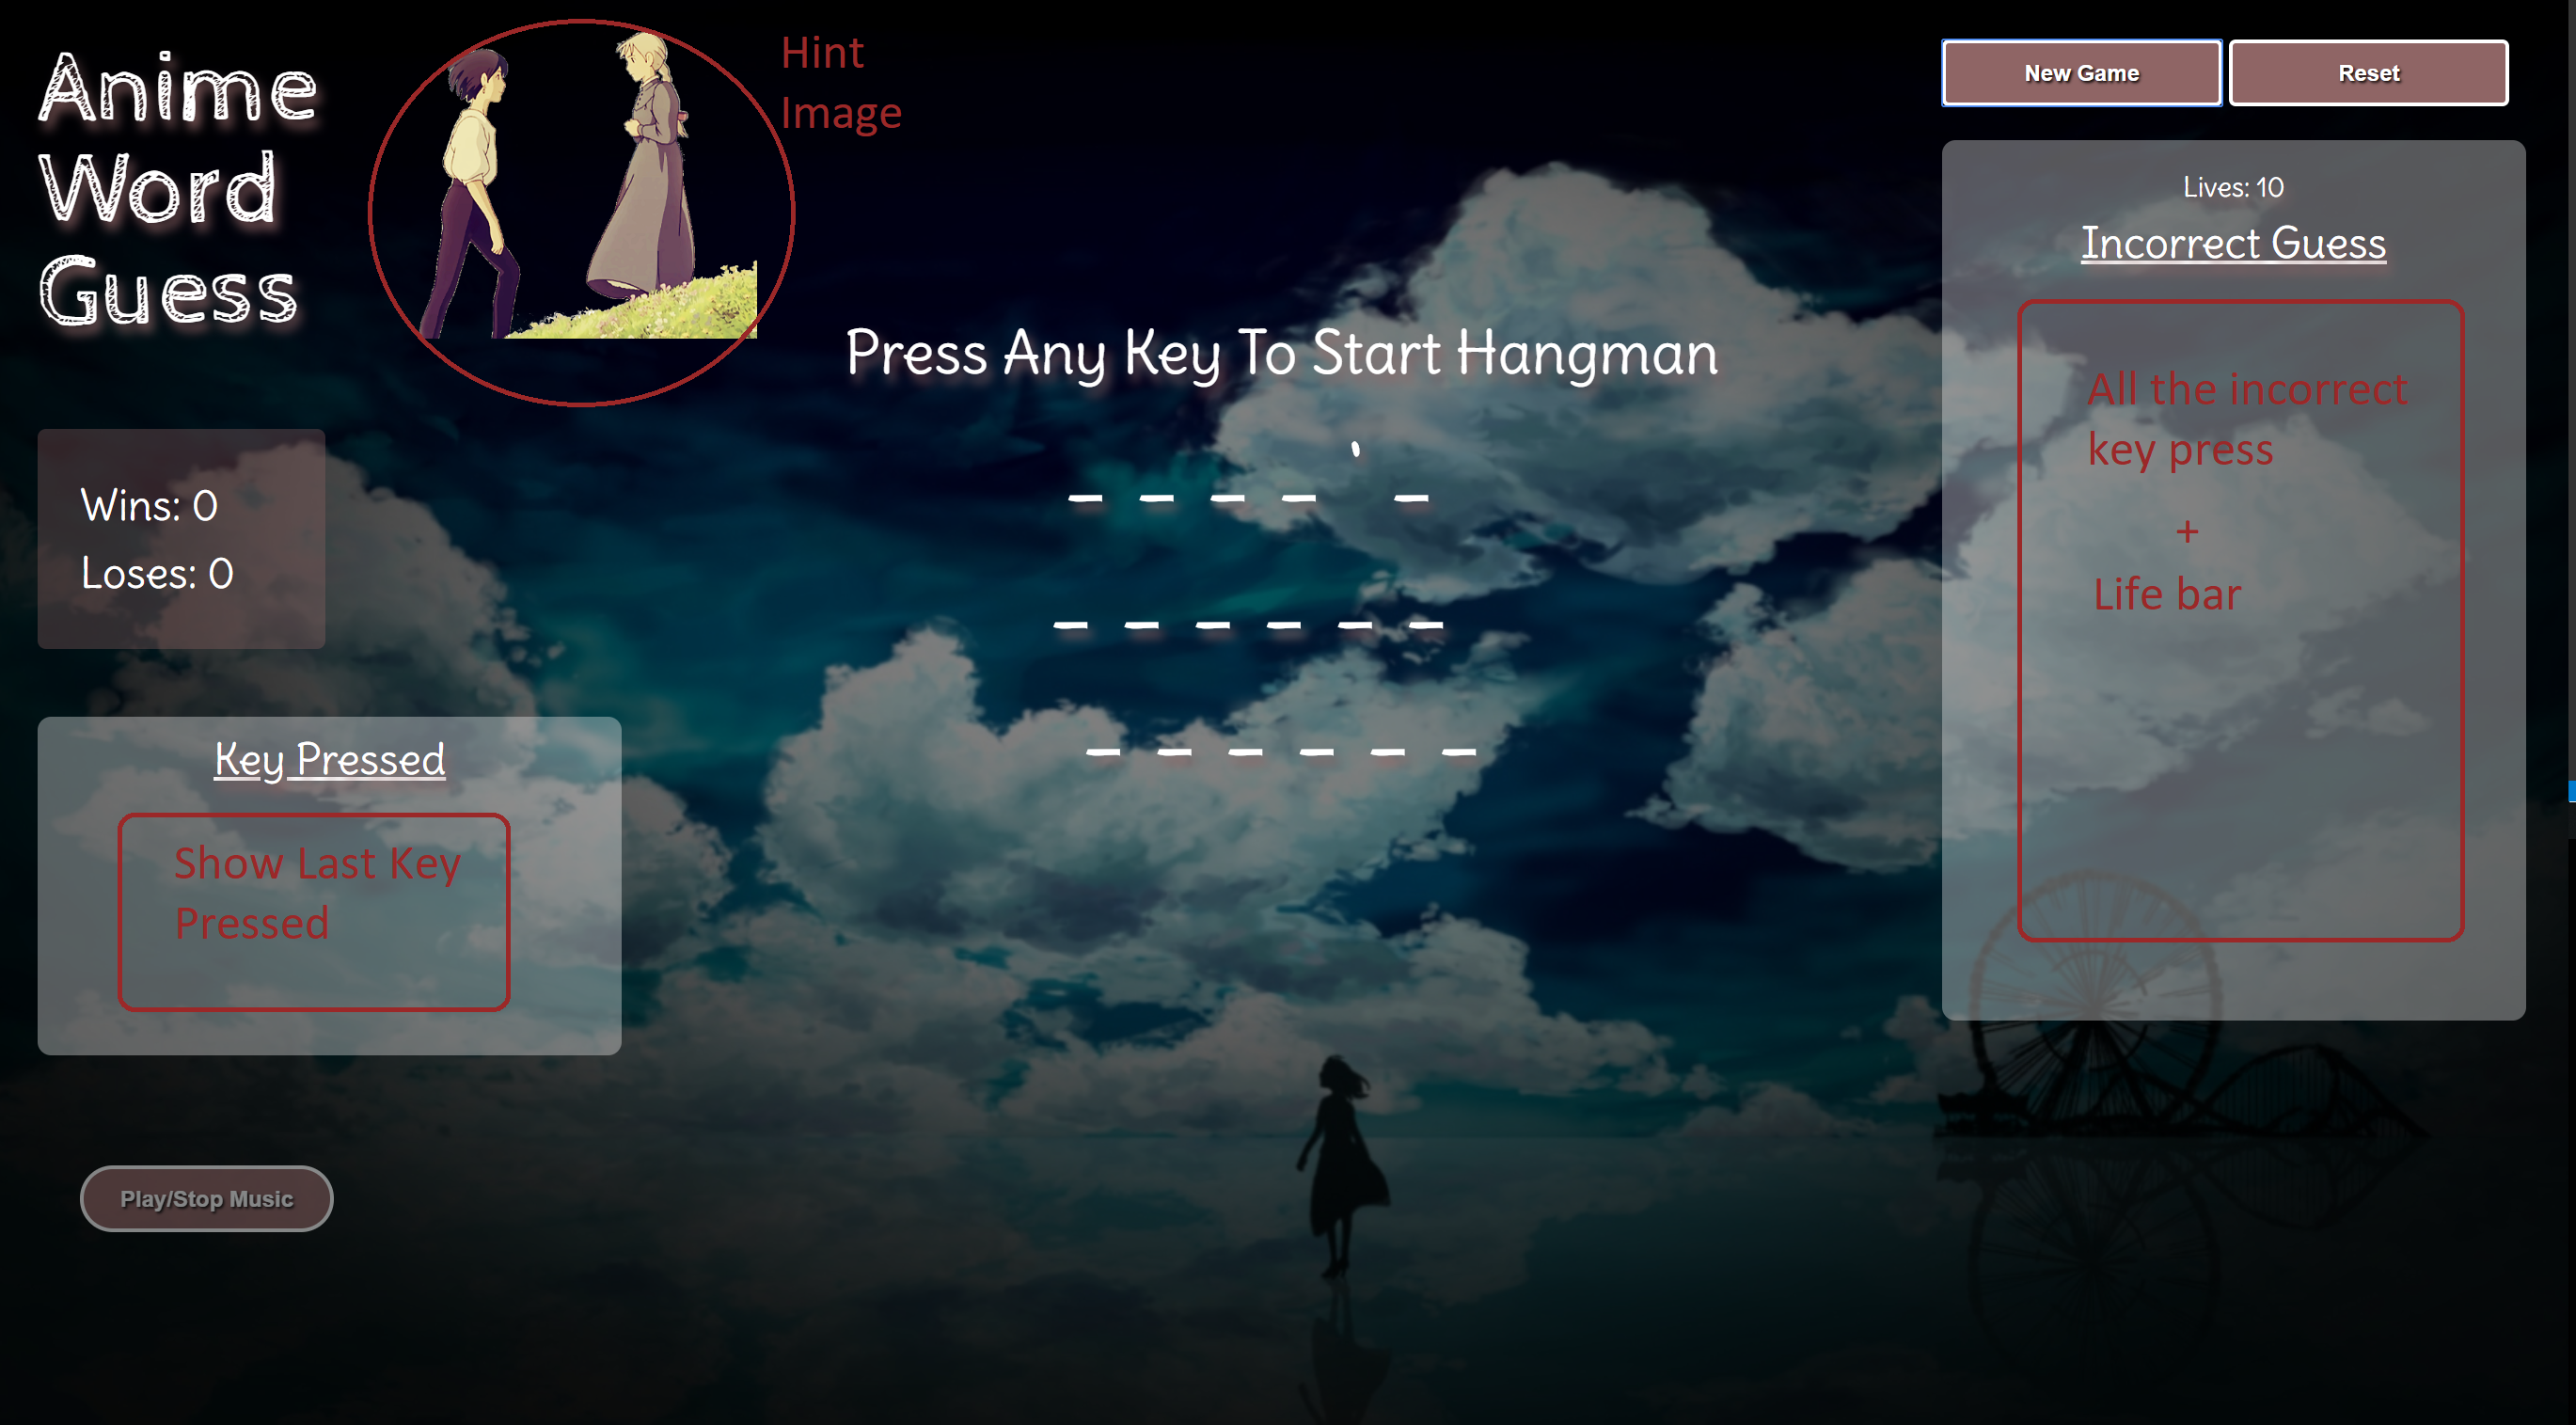 Anime
Word
Guess
Hint
Image
New Game
Reset
Lives: 10
Incorrect Guess
All the incorrect
key press
+
Life bar
Press Any Key To Start Hangman
_ _ _ _ ' _
_ _ _ _ _ _
_ _ _ _ _ _
Wins: 0
Loses: 0
Key Pressed
Show Last Key
Pressed
Play/Stop Music